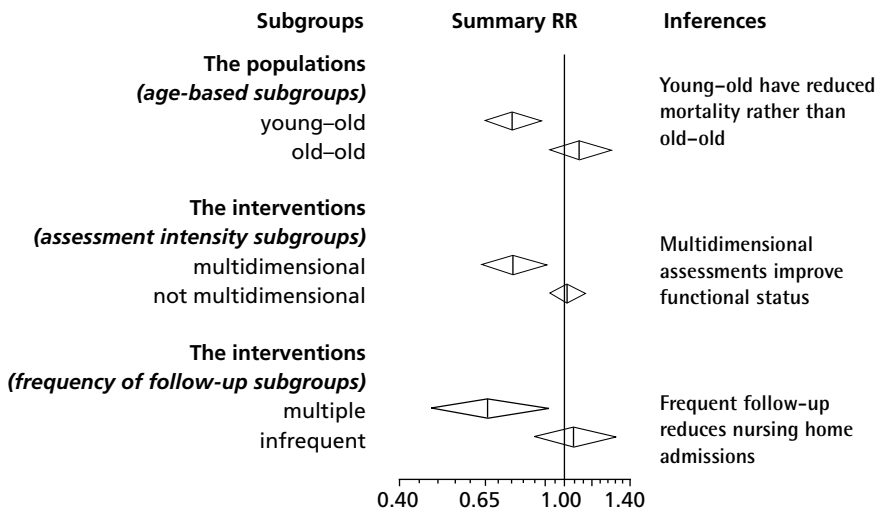 Subgroups Summary RR Inferences
The populations
(age-based subgroups)
young–old
old–old
Young–old have reduced
mortality rather than
old–old
The interventions
(assessment intensity subgroups)
multidimensional
not multidimensional
Multidimensional
assessments improve
functional status
The interventions
(frequency of follow-up subgroups)
multiple
infrequent
Frequent follow-up
reduces nursing home
admissions
0.40 0.65 1.00 1.40